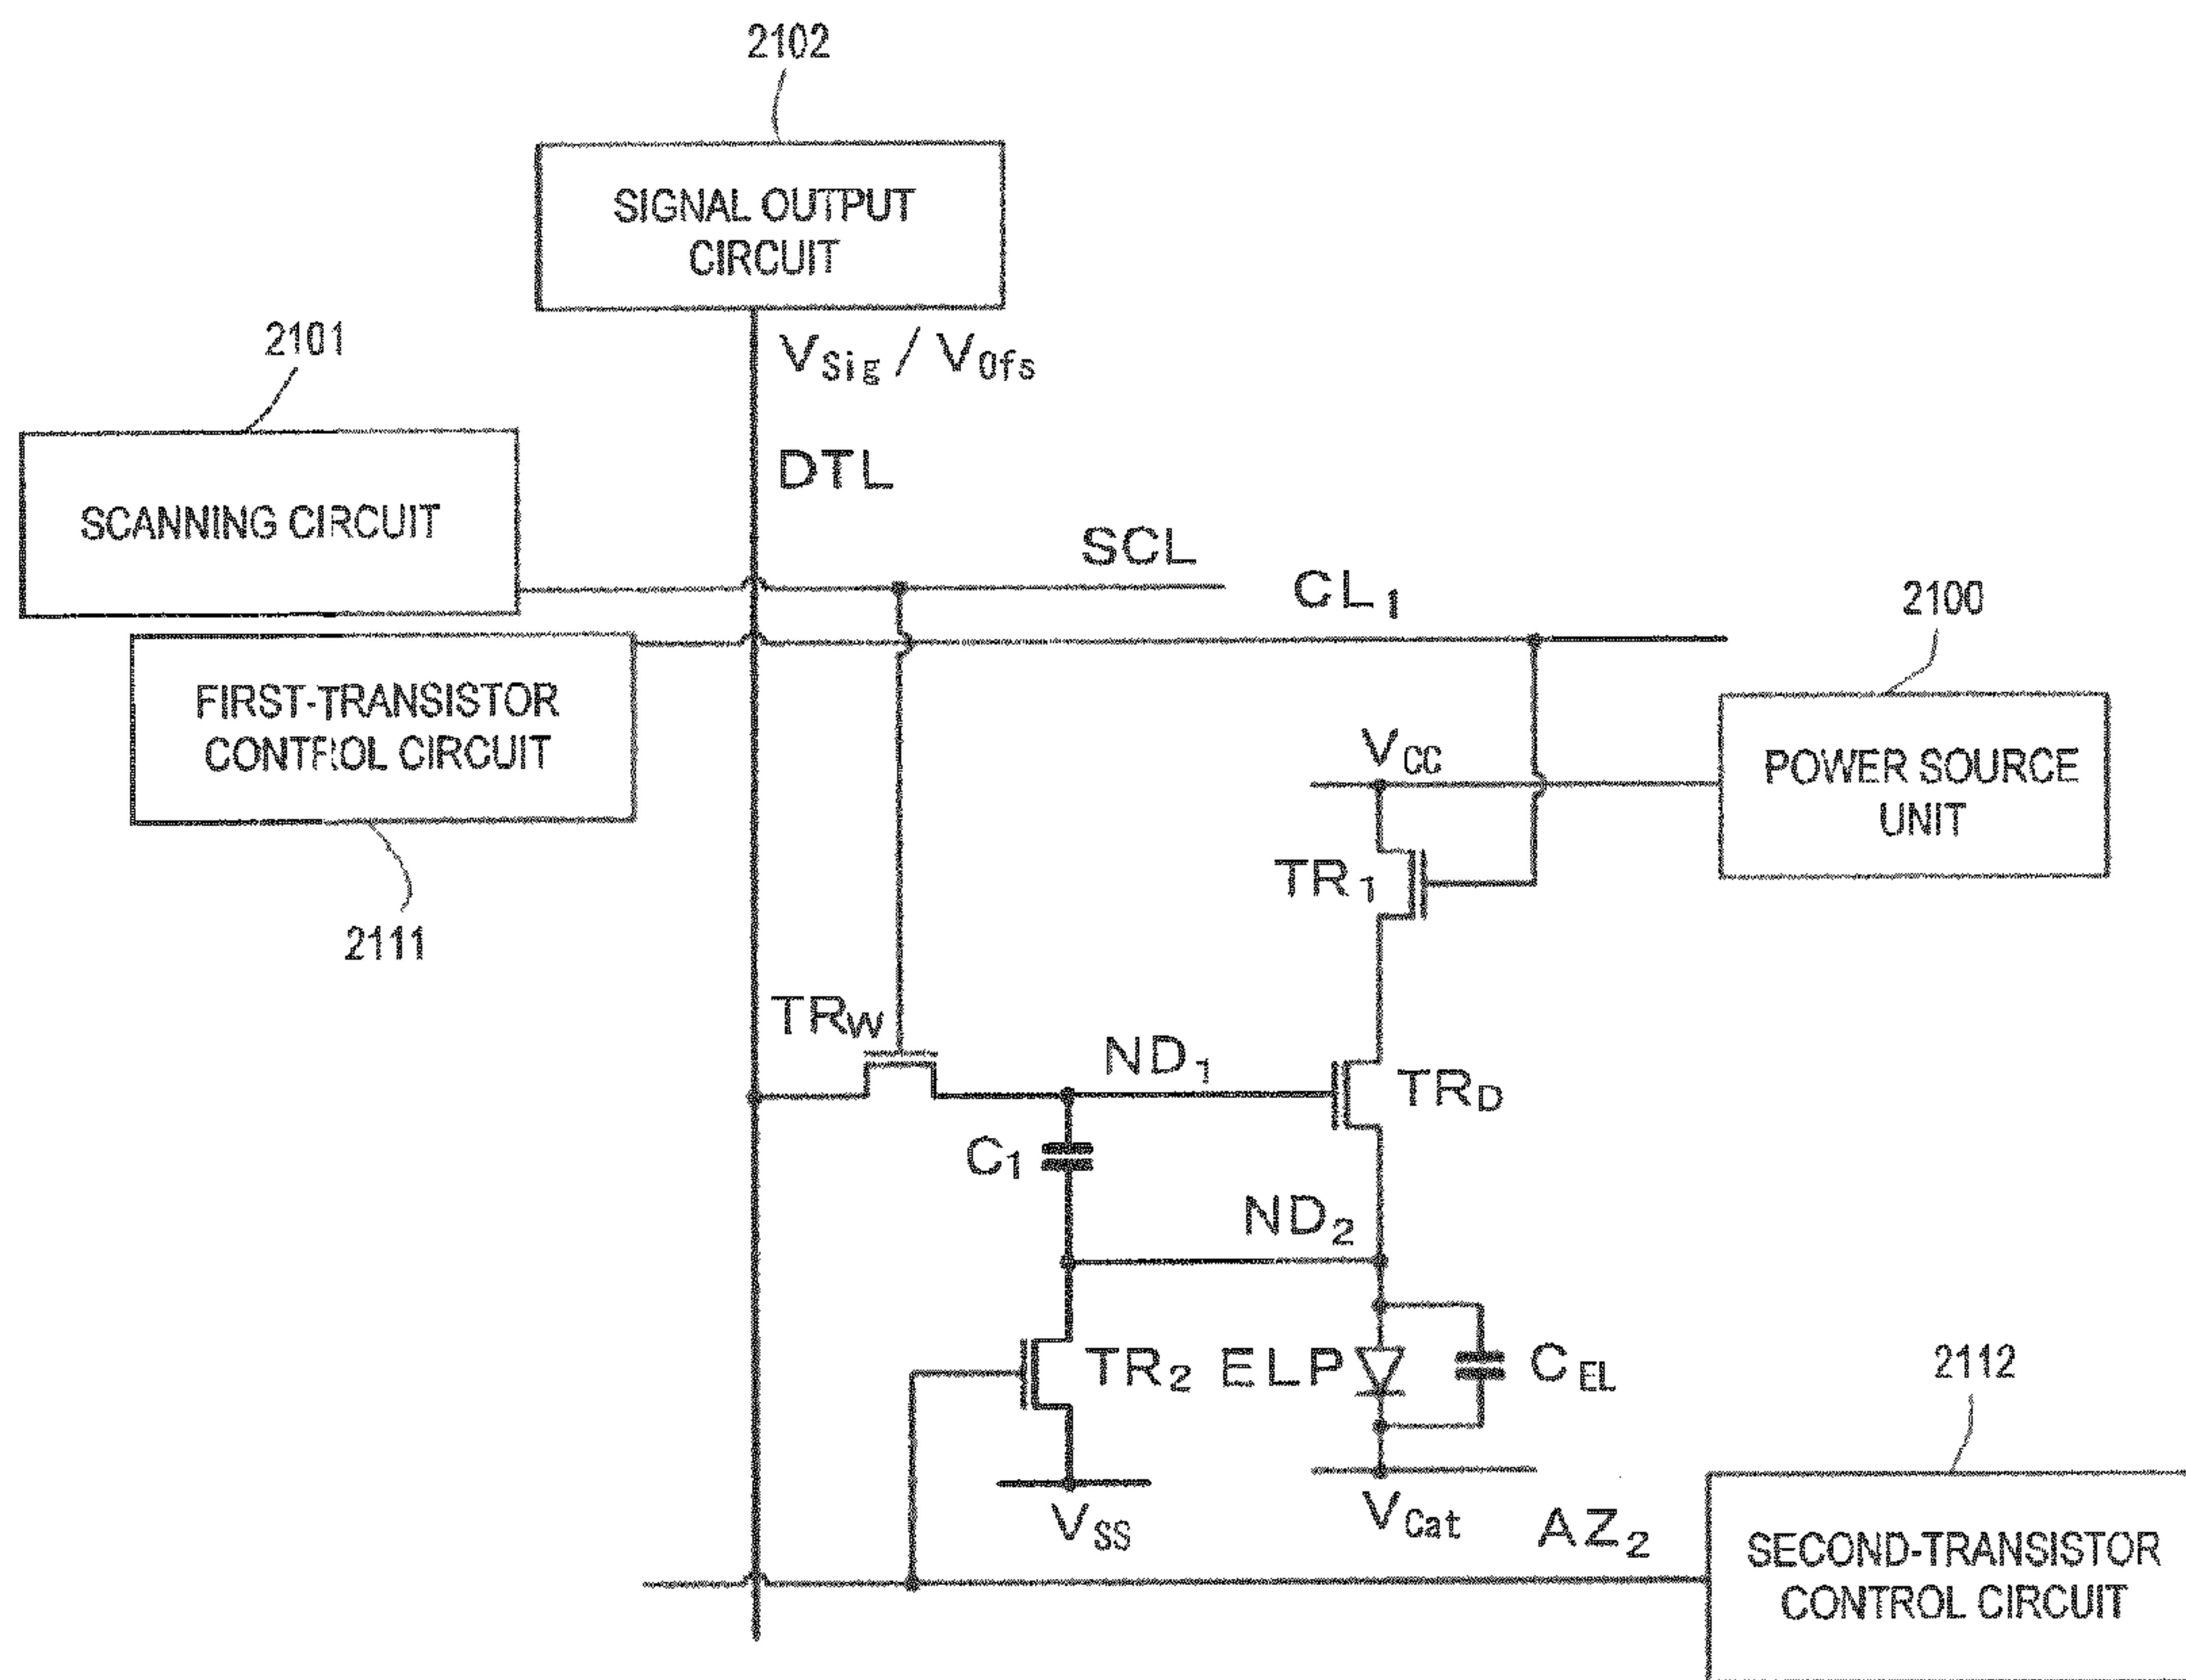 2102
SIGNAL OUTPUT
CIRCUIT
2101
VSig / VOfs
SCANNING CIRCUIT
DTL
SCL
CL1
2100
FIRST-TRANSISTOR
CONTROL CIRCUIT
VCC
POWER SOURCE
UNIT
TR1
2111
TRW
ND1
TRD
C1
ND2
TR2
ELP
CEL
2112
VSS
VCat
AZ2
SECOND-TRANSISTOR
CONTROL CIRCUIT